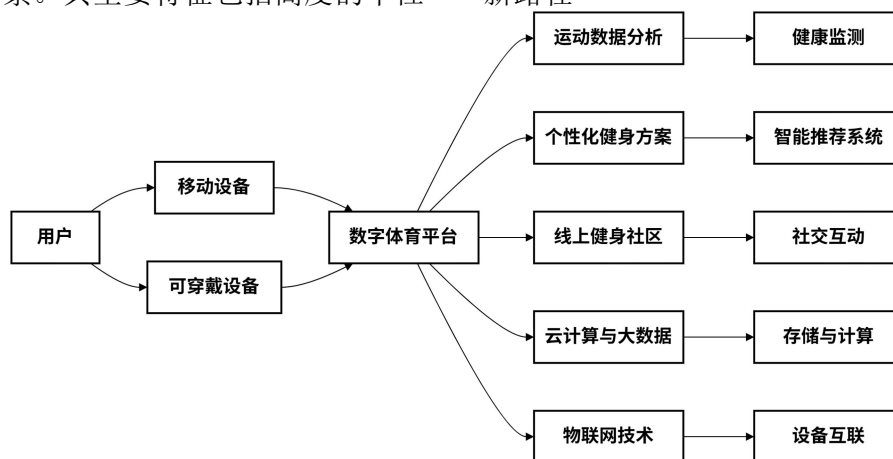 运动数据分析
健康监测
个性化健身方案
智能推荐系统
移动设备
用户
数字体育平台
线上健身社区
社交互动
可穿戴设备
云计算与大数据
存储与计算
物联网技术
设备互联